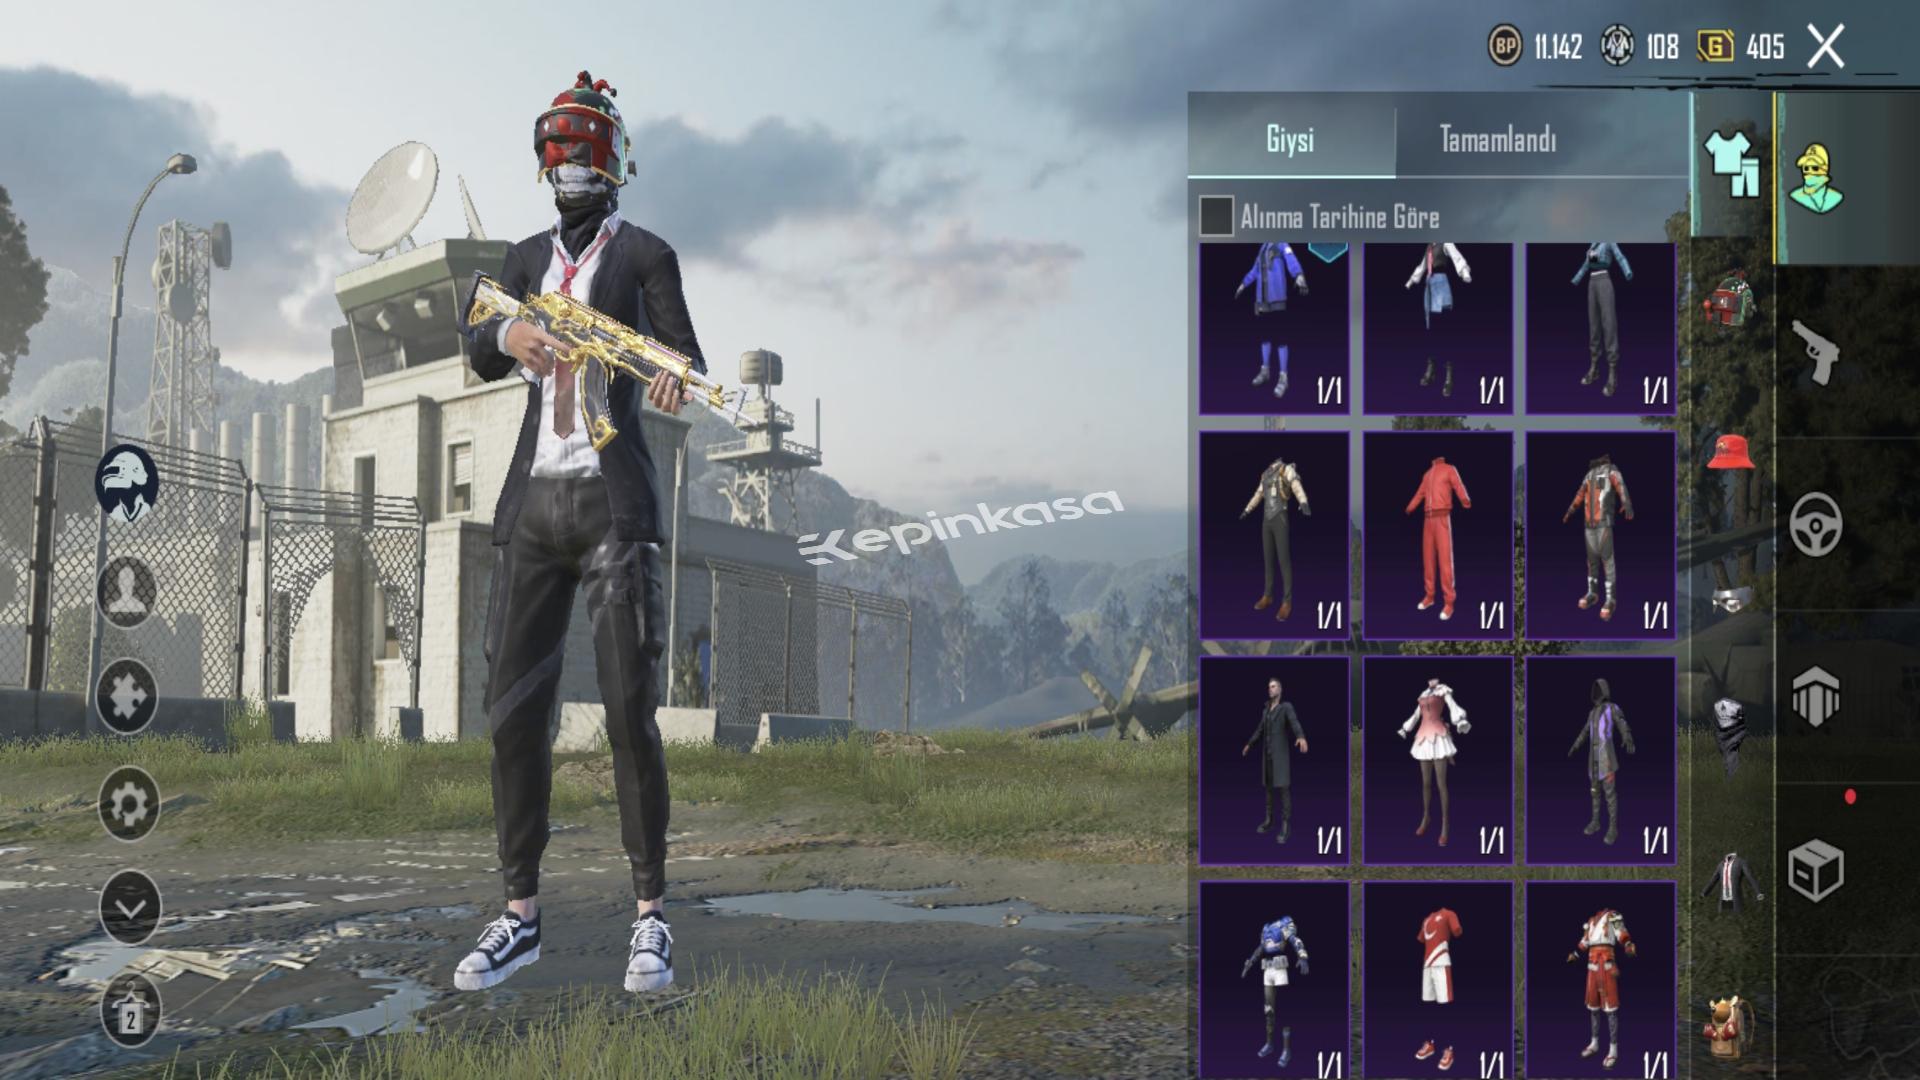 BP 11.142 108 G 405
Giysi Tamamlandı
Alınma Tarihine Göre
1/1 1/1 1/1
Kepinkasa
1/1 1/1 1/1
1/1 1/1 1/1
2
1/1 1/1 1/1